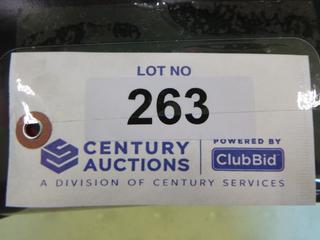 LOT NO
263
CENTURY AUCTIONS
POWERED BY
ClubBid
A DIVISION OF CENTURY SERVICES